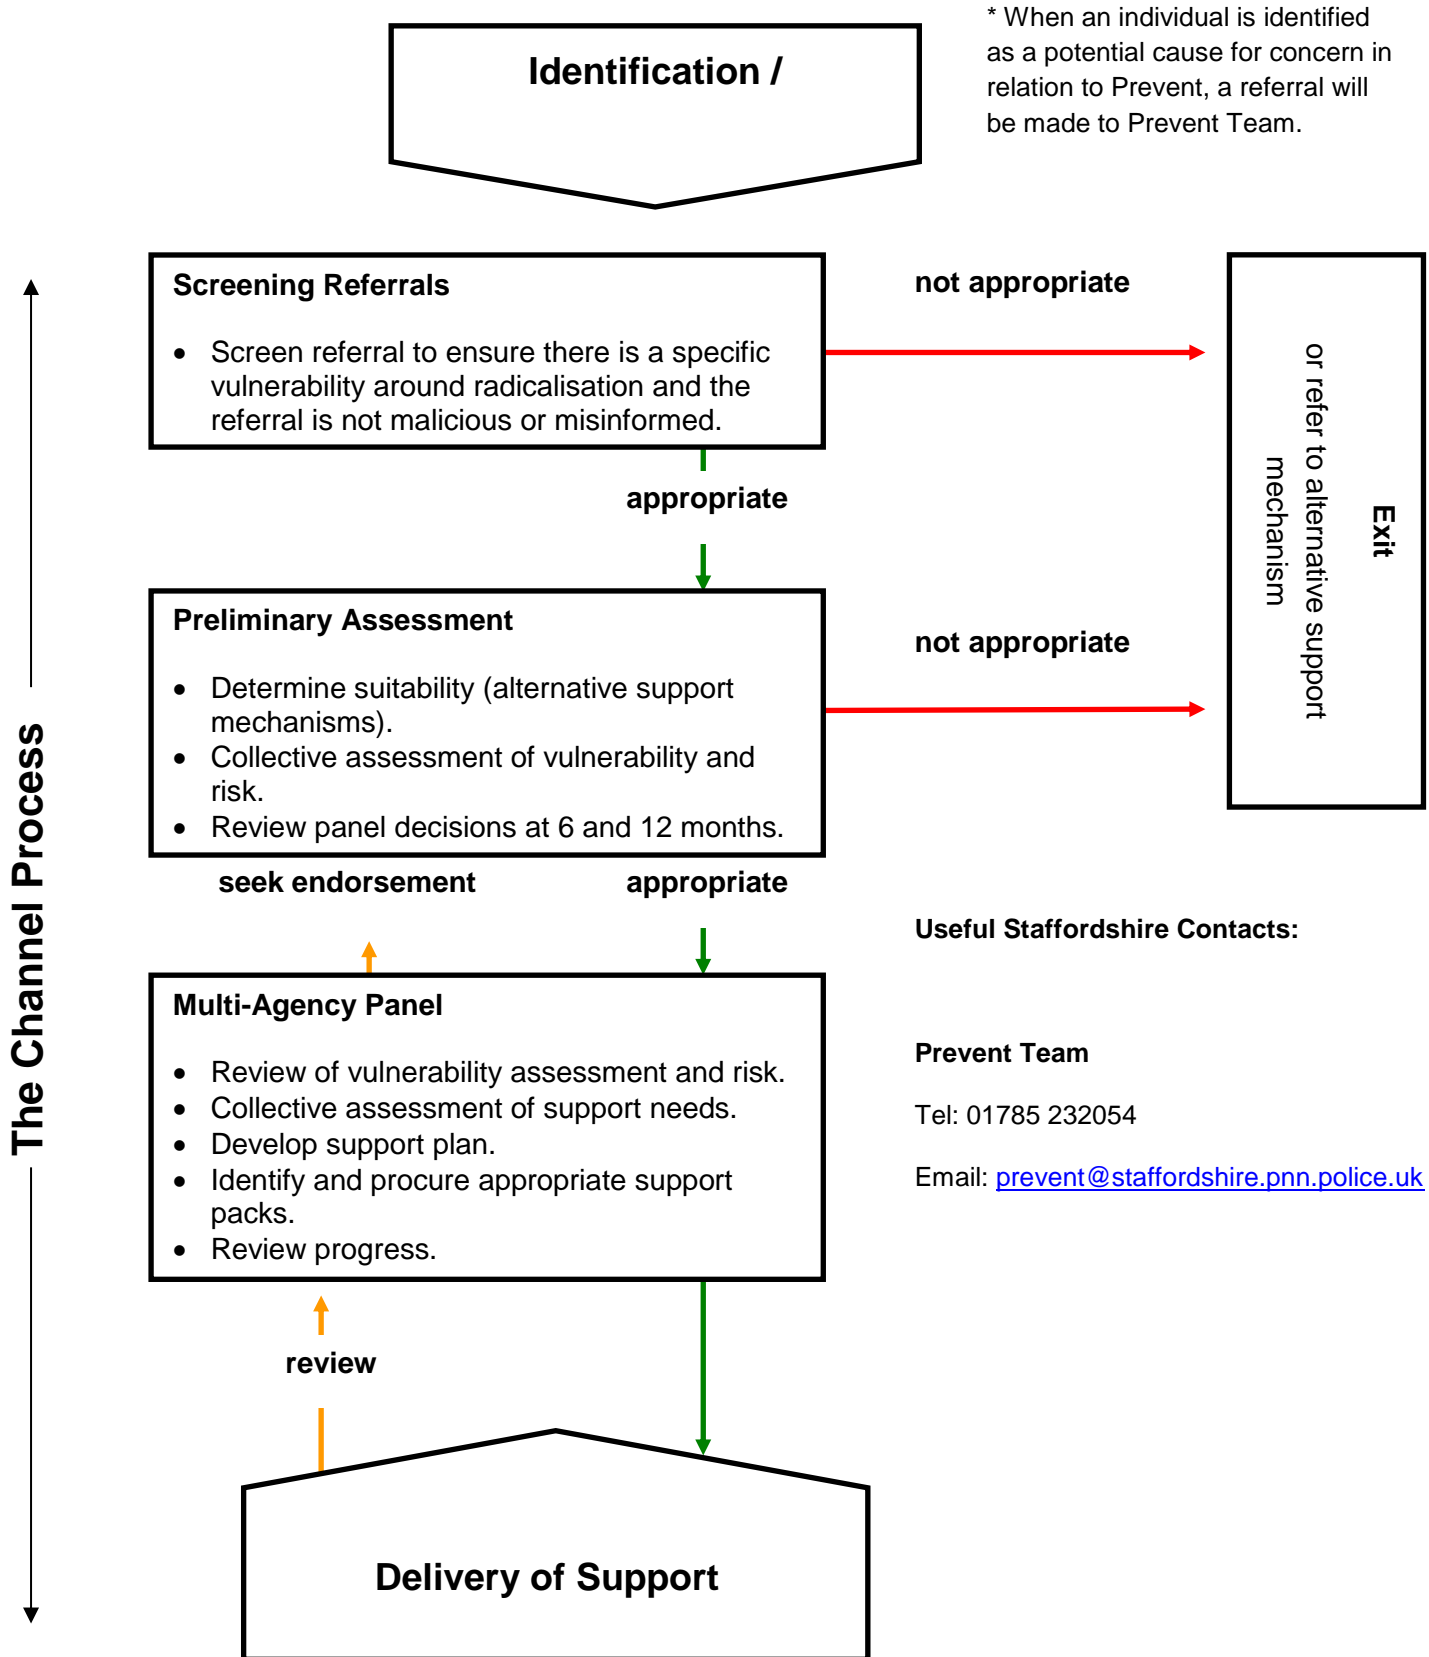 * When an individual is identified
as a potential cause for concern in
relation to Prevent, a referral will
be made to Prevent Team.
Identification /
The Channel Process
Screening Referrals
• Screen referral to ensure there is a specific
vulnerability around radicalisation and the
referral is not malicious or misinformed.
not appropriate
Exit
or refer to alternative support
mechanism
appropriate
Preliminary Assessment
• Determine suitability (alternative support
mechanisms).
• Collective assessment of vulnerability and
risk.
• Review panel decisions at 6 and 12 months.
not appropriate
seek endorsement
appropriate
Multi-Agency Panel
• Review of vulnerability assessment and risk.
• Collective assessment of support needs.
• Develop support plan.
• Identify and procure appropriate support
packs.
• Review progress.
Useful Staffordshire Contacts:
Prevent Team
Tel: 01785 232054
Email: prevent@staffordshire.pnn.police.uk
review
Delivery of Support